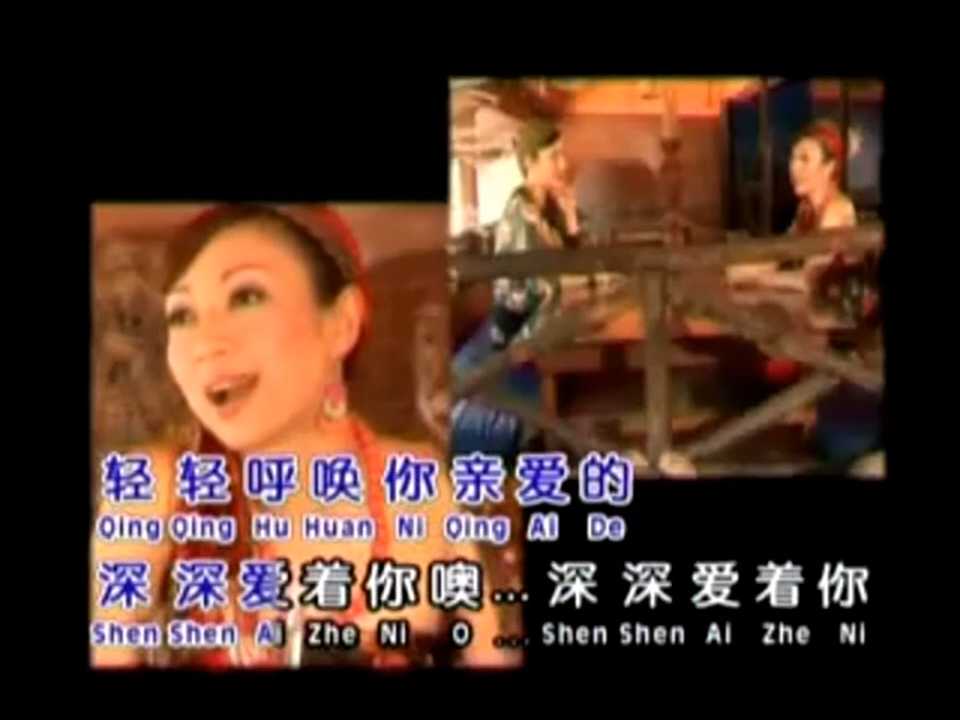 轻轻呼唤你亲爱的
Qing Qing Hu Huan Ni Qing AI De
深深爱着你噢...深深爱着你
Shen Shen Ai Zhe Ni O ... Shen Shen Ai Zhe Ni